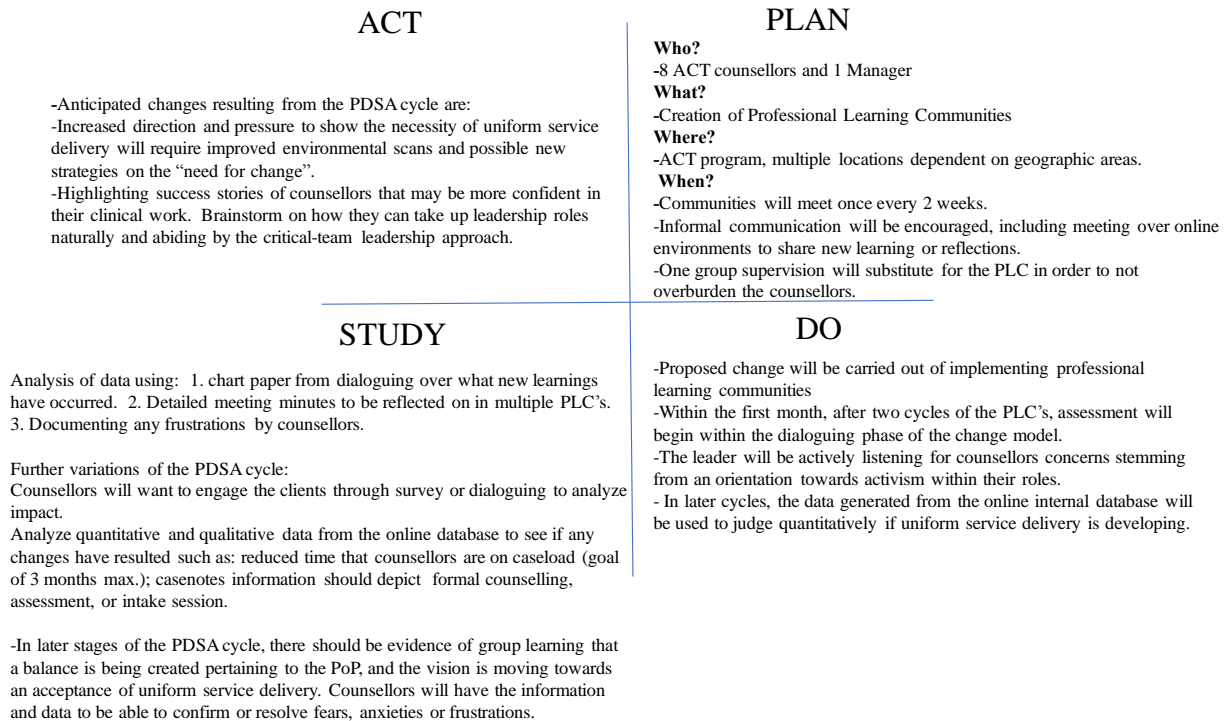 ACT
-Anticipated changes resulting from the PDSA cycle are:
-Increased direction and pressure to show the necessity of uniform service
delivery will require improved environmental scans and possible new
strategies on the “need for change”.
-Highlighting success stories of counsellors that may be more confident in
their clinical work. Brainstorm on how they can take up leadership roles
naturally and abiding by the critical-team leadership approach.
PLAN
Who?
-8 ACT counsellors and 1 Manager
What?
-Creation of Professional Learning Communities
Where?
-ACT program, multiple locations dependent on geographic areas.
When?
-Communities will meet once every 2 weeks.
-Informal communication will be encouraged, including meeting over online
environments to share new learning or reflections.
-One group supervision will substitute for the PLC in order to not
overburden the counsellors.
STUDY
Analysis of data using: 1. chart paper from dialoguing over what new learnings
have occurred. 2. Detailed meeting minutes to be reflected on in multiple PLC’s.
3. Documenting any frustrations by counsellors.
Further variations of the PDSA cycle:
Counsellors will want to engage the clients through survey or dialoguing to analyze
impact.
Analyze quantitative and qualitative data from the online database to see if any
changes have resulted such as: reduced time that counsellors are on caseload (goal
of 3 months max.); casenotes information should depict formal counselling,
assessment, or intake session.
-In later stages of the PDSA cycle, there should be evidence of group learning that
a balance is being created pertaining to the PoP, and the vision is moving towards
an acceptance of uniform service delivery. Counsellors will have the information
and data to be able to confirm or resolve fears, anxieties or frustrations.
DO
-Proposed change will be carried out of implementing professional
learning communities
-Within the first month, after two cycles of the PLC’s, assessment will
begin within the dialoguing phase of the change model.
-The leader will be actively listening for counsellors concerns stemming
from an orientation towards activism within their roles.
- In later cycles, the data generated from the online internal database will
be used to judge quantitatively if uniform service delivery is developing.